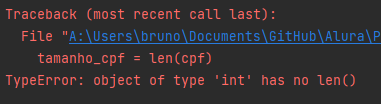 Traceback (most recent call last):
File "A:\Users\bruno\Documents\GitHub\Alura\P
tamanho_cpf = len(cpf)
TypeError: object of type 'int' has no len()